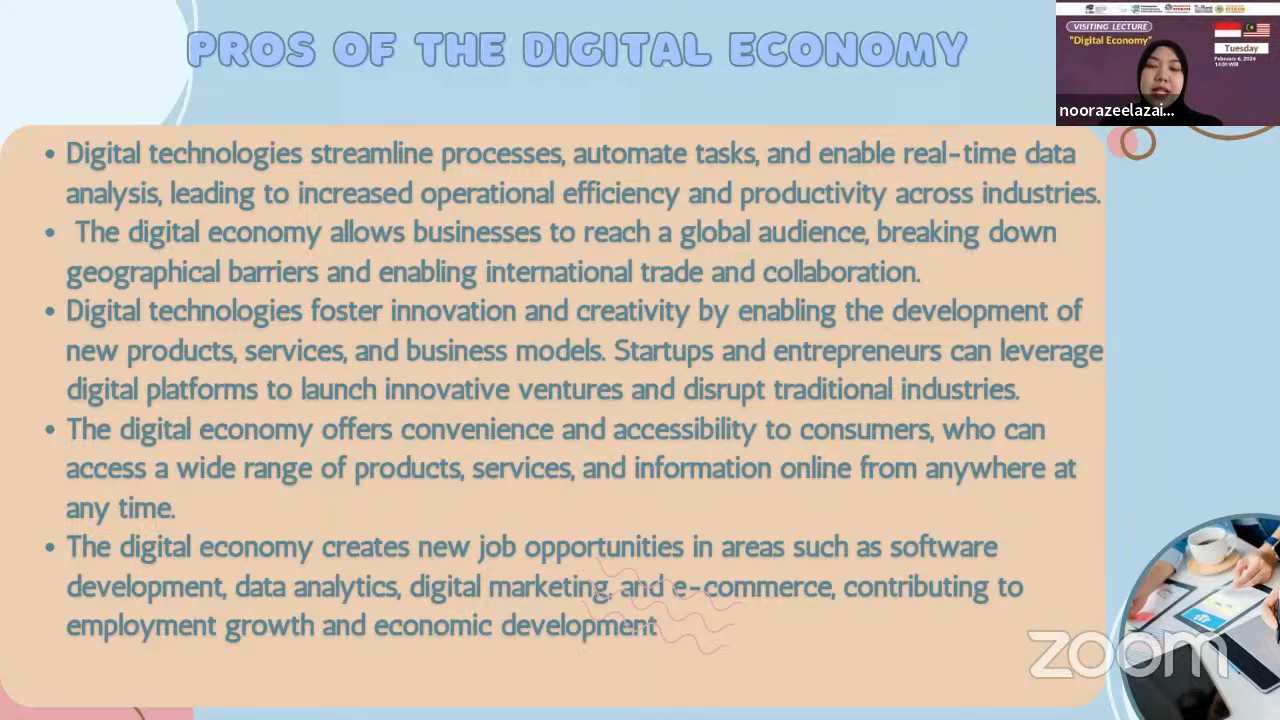 PROS OF THE DIGITAL ECONOMY
VISITING LECTURE
"Digital Economy"
Tuesday
February 6, 2024
14:00 WIB
noorazeelazai...
• Digital technologies streamline processes, automate tasks, and enable real-time data
analysis, leading to increased operational efficiency and productivity across industries.
• The digital economy allows businesses to reach a global audience, breaking down
geographical barriers and enabling international trade and collaboration.
• Digital technologies foster innovation and creativity by enabling the development of
new products, services, and business models. Startups and entrepreneurs can leverage
digital platforms to launch innovative ventures and disrupt traditional industries.
• The digital economy offers convenience and accessibility to consumers, who can
access a wide range of products, services, and information online from anywhere at
any time.
• The digital economy creates new job opportunities in areas such as software
development, data analytics, digital marketing, and e-commerce, contributing to
employment growth and economic development
zoom